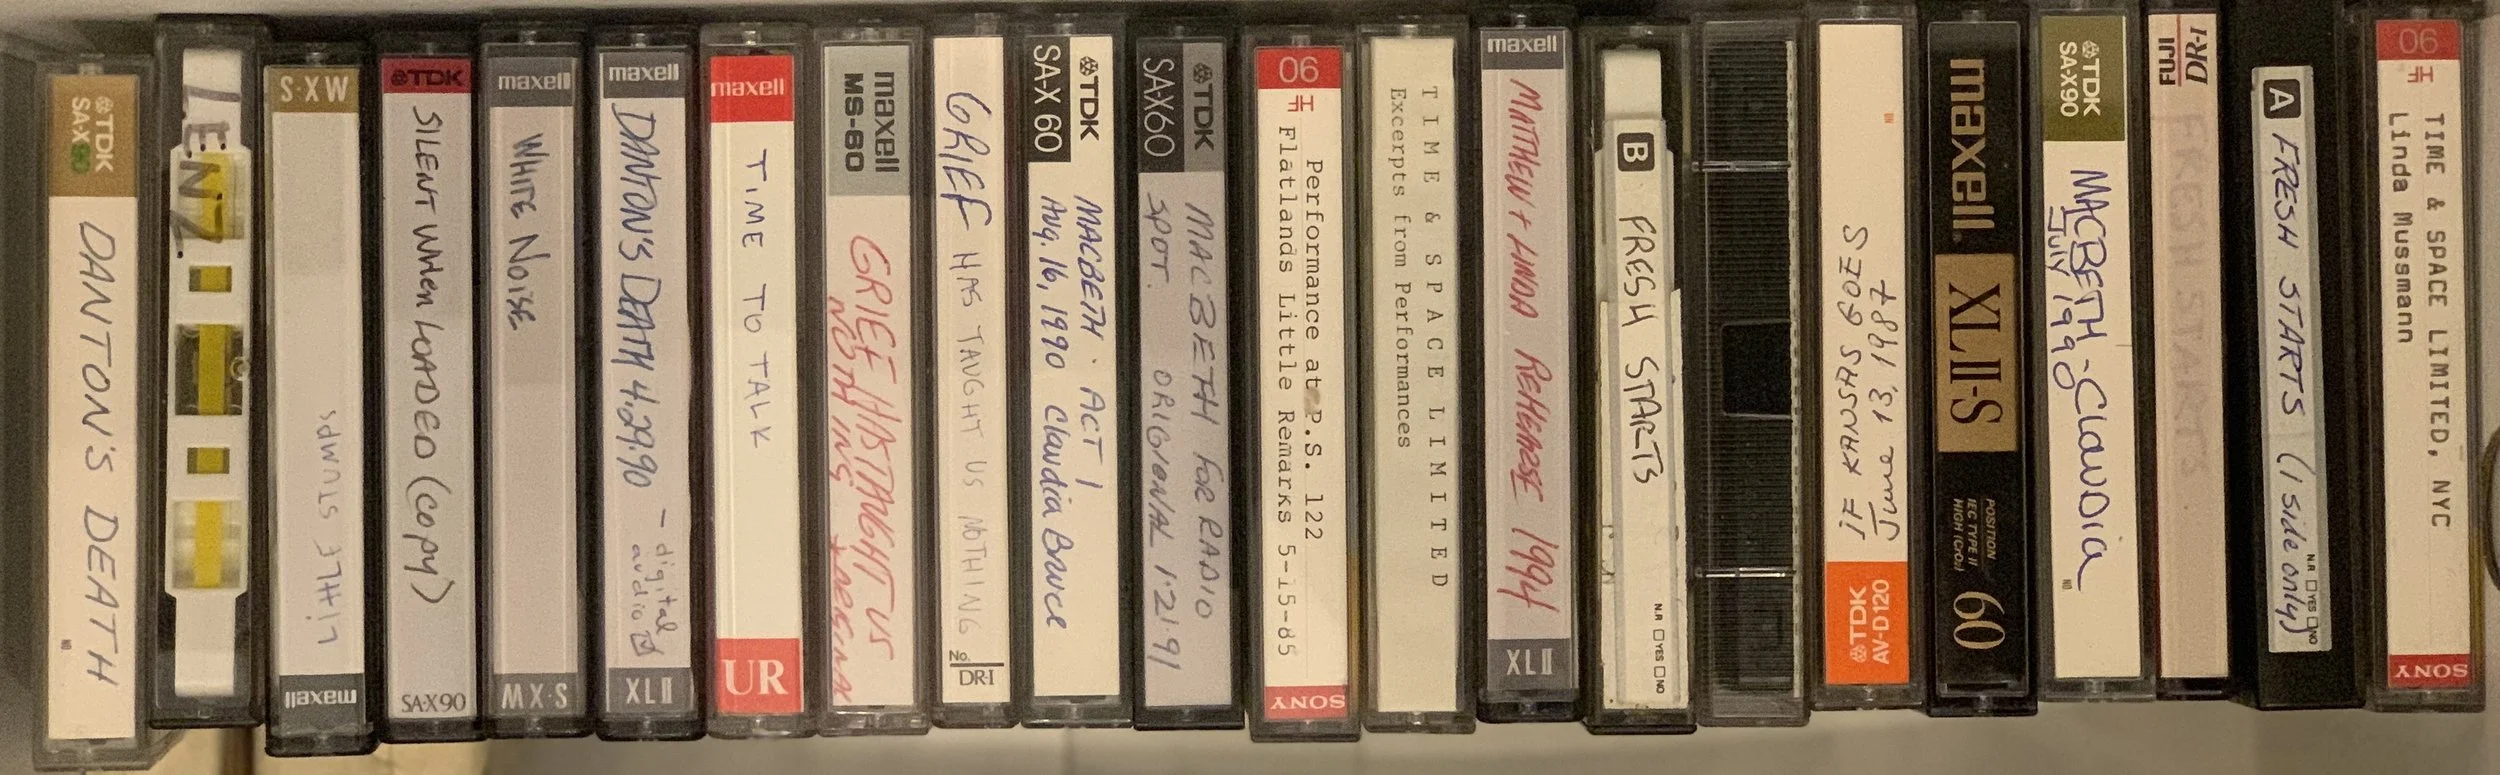 TDK
SA-X90
DANTON'S DEATH
LENZ.
MX-S
LITTLE STUMPS
maxell
TDK
SILENT WHEN LOADED (COPY)
SA-X90
maxell
WHITE NOISE
MX-S
maxell
DANTON'S DEATH 4.29.90
- digital
audio
XLII
maxell
TIME TO TALK
UR
maxell
MS-60
GRIEF HAS TAUGHT US
NOTHING
GRIEF HAS TAUGHT US NOTHING
No.
DR-I
TDK
SA-X 60
MACBETH · ACT 1
Aug. 16, 1990 Claudia Bruce
TDK
SA-X60
MACBETH FOR RADIO
SPOT. ORIGIONAL 1·21·91
90
HF
Performance at P.S. 122
Flatlands Little Remarks 5-15-85
SONY
TIME & SPACE LIMITED
Excerpts from Performances
maxell
MATTHEW + LINDA REHEARSE 1994
XLII
B
FRESH STARTS
N.R □YES □NO
June 13, 1987
TDK
AV-D120
maxell
XLII-S
POSITION
IEC TYPE II
HIGH (CrO2)
60
TDK
SA-X90
MACBETH-CLAUDIA
July 1990
DR-I
FUJI
FRESH STARTS
A
FRESH STARTS (1 side only)
N.R □YES □NO
90
HF
TIME & SPACE LIMITED, NYC
Linda Mussmann
SONY